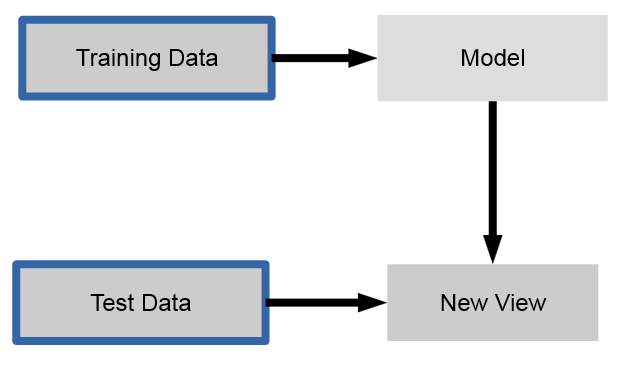 Training Data
Model
Test Data
New View